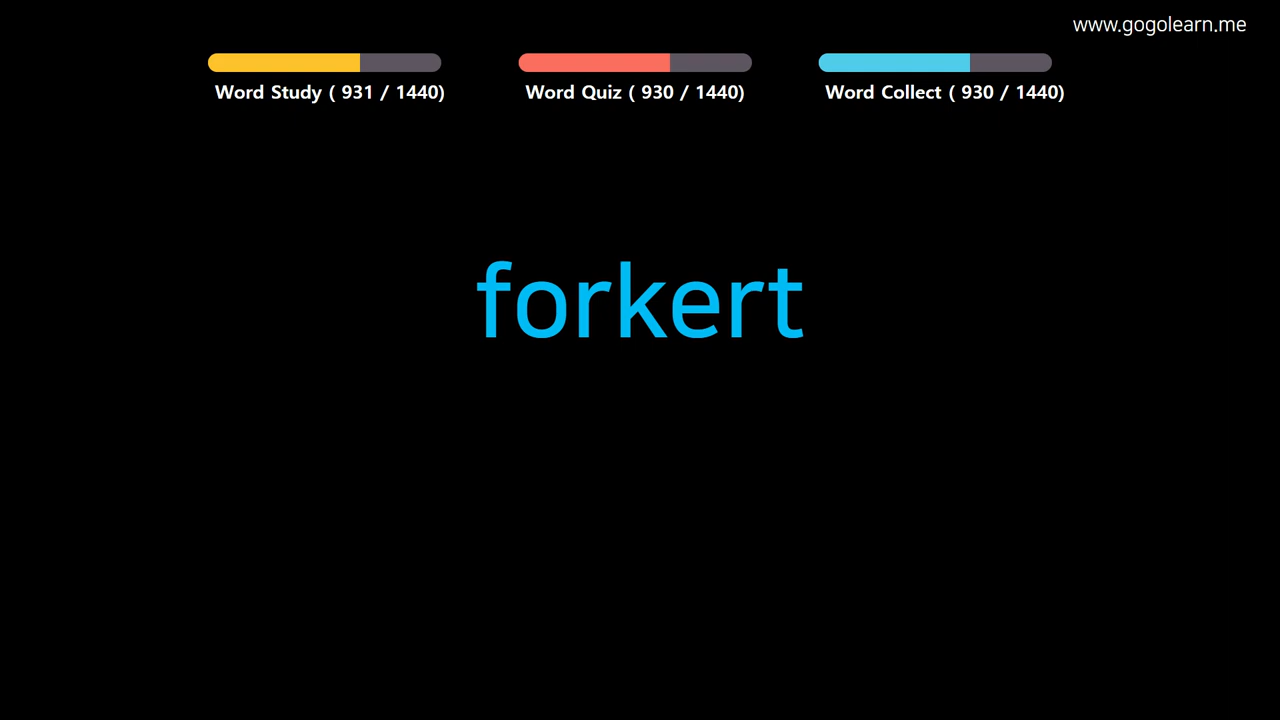 www.gogolearn.me
Word Study ( 931 / 1440)
Word Quiz ( 930 / 1440)
Word Collect ( 930 / 1440)
forkert